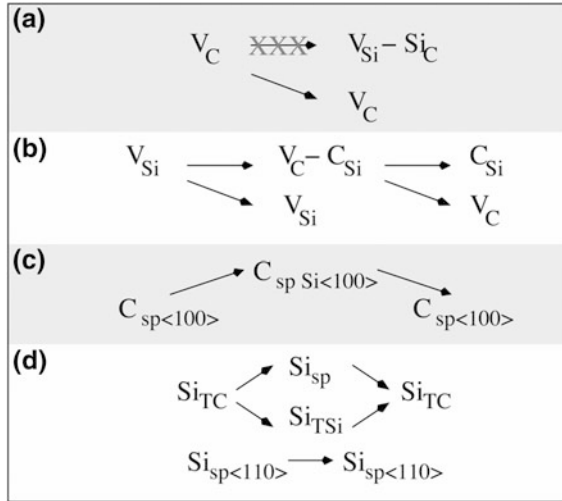 (a)
V_C XXX V_Si – Si_C
V_C
(b)
V_Si V_C – C_Si C_Si
V_Si V_C
(c)
C_sp Si<100>
C_sp<100> C_sp<100>
(d)
Si_sp
Si_TC Si_TC
Si_TSi
Si_sp<110> Si_sp<110>